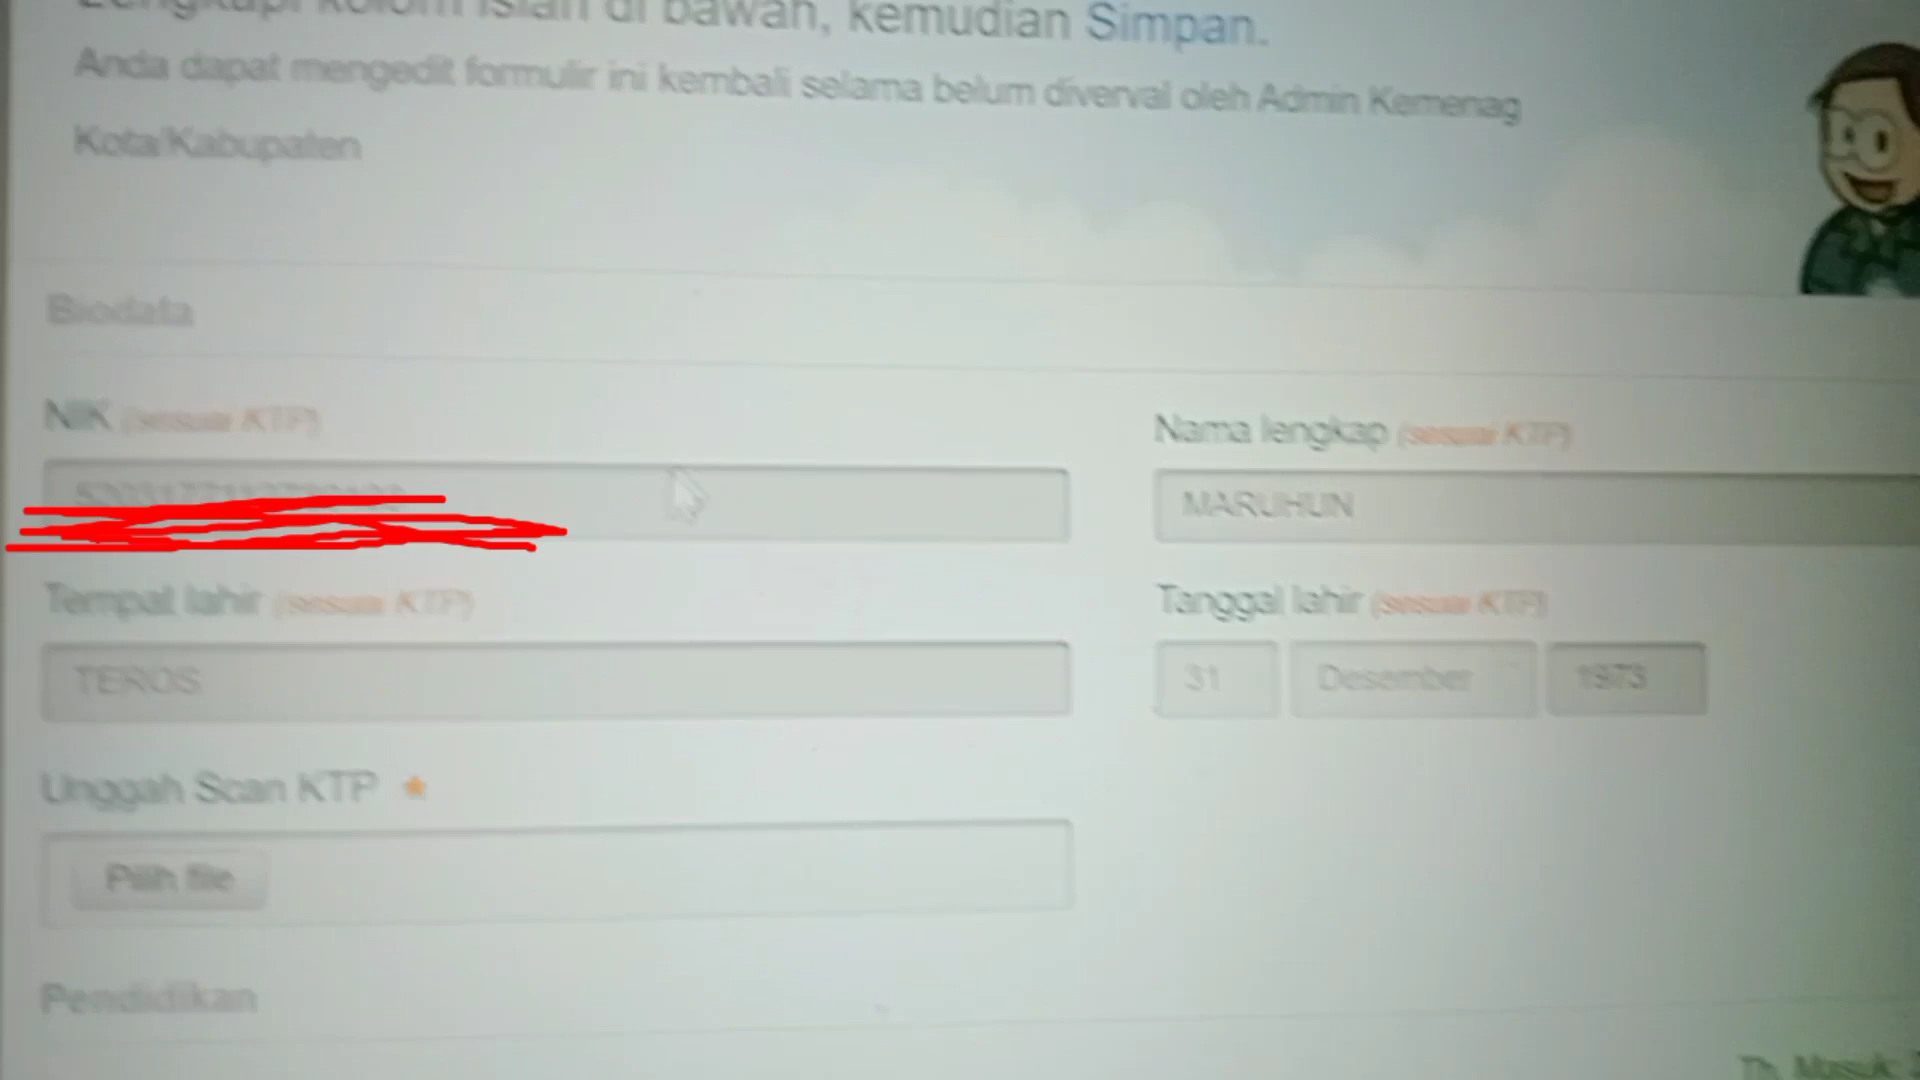 Lengkapi kolom isian di bawah, kemudian Simpan.
Anda dapat mengedit formulir ini kembali selama belum diverval oleh Admin Kemenag
Kota/Kabupaten
Biodata
NIK (sesuai KTP)
Nama lengkap (sesuai KTP)
MARUHUN
Tempat lahir (sesuai KTP)
Tanggal lahir (sesuai KTP)
TEROS
31 Desember 1973
Unggah Scan KTP
Pilih file
Pendidikan
Th. Masuk